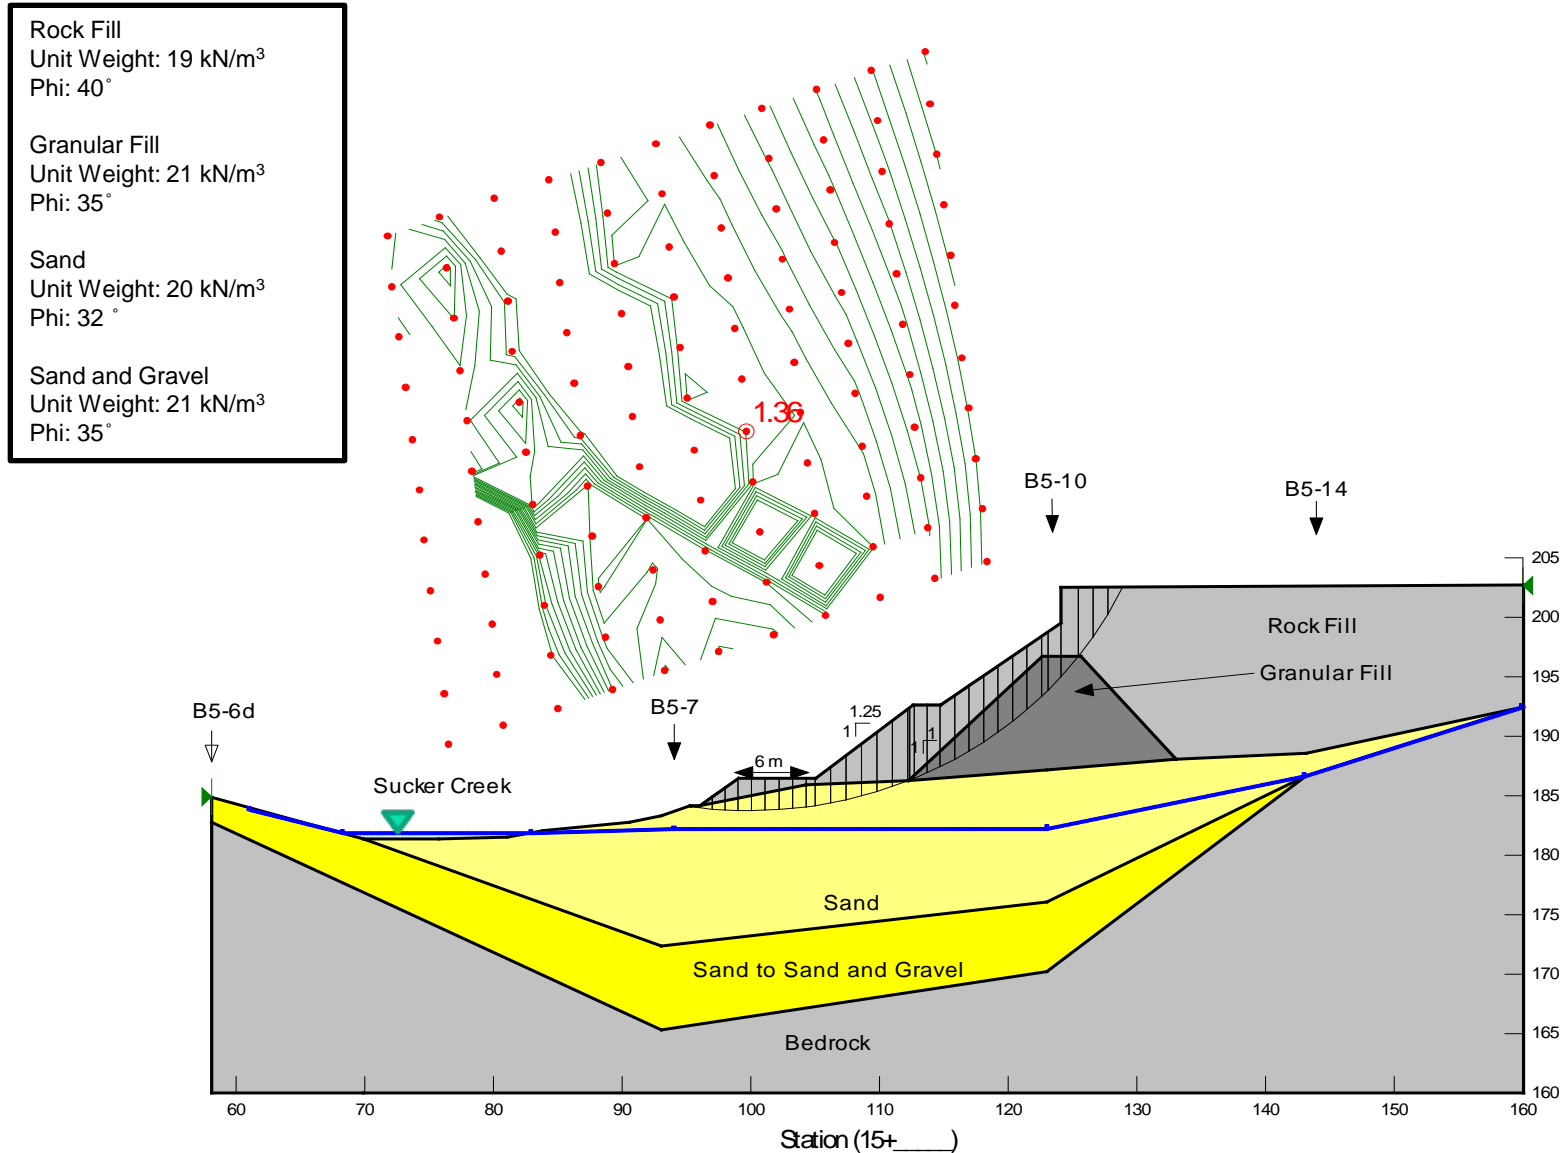 Rock Fill
Unit Weight: 19 kN/m³
Phi: 40°
Granular Fill
Unit Weight: 21 kN/m³
Phi: 35°
Sand
Unit Weight: 20 kN/m³
Phi: 32 °
Sand and Gravel
Unit Weight: 21 kN/m³
Phi: 35°
1.36
B5-10
B5-14
B5-7
B5-6d
Sucker Creek
6 m
1.25
1
1
1
Rock Fill
Granular Fill
Sand
Sand to Sand and Gravel
Bedrock
205
200
195
190
185
180
175
170
165
160
60
70
80
90
100
110
120
130
140
150
160
Station (15+_____)